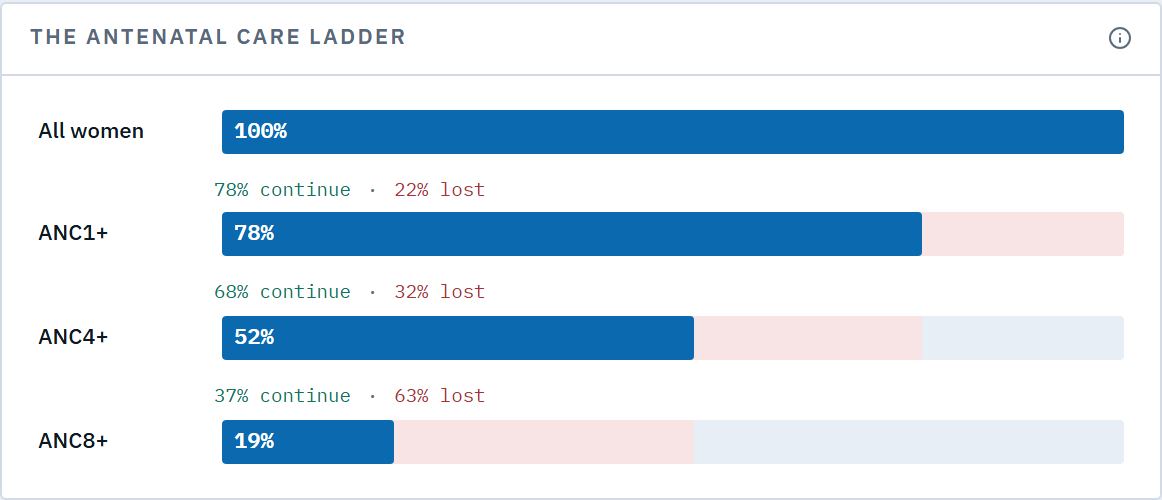 THE ANTENATAL CARE LADDER
All women 100%
78% continue · 22% lost
ANC1+ 78%
68% continue · 32% lost
ANC4+ 52%
37% continue · 63% lost
ANC8+ 19%